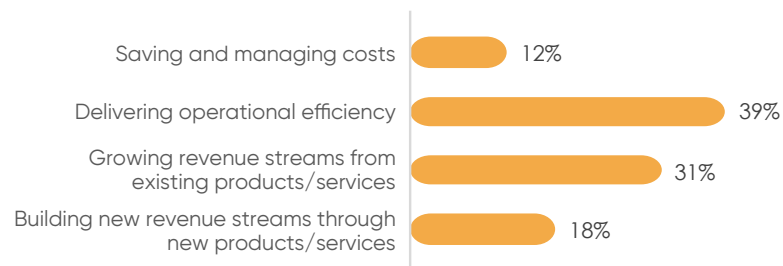 Saving and managing costs 12%
Delivering operational efficiency 39%
Growing revenue streams from
existing products/services 31%
Building new revenue streams through
new products/services 18%